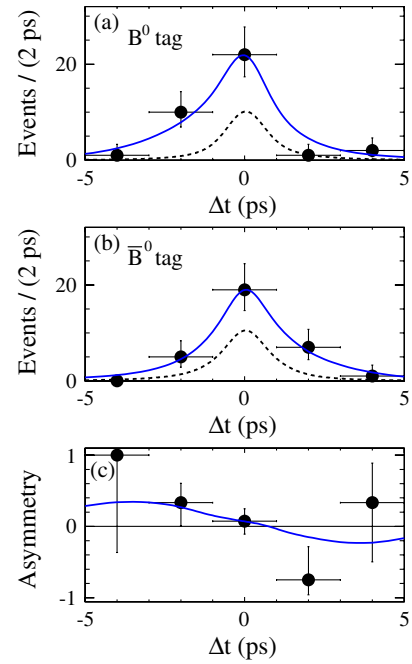 (a) B⁰ tag
Events / (2 ps)
20
0
-5 0 5
Δt (ps)
(b) B̅⁰ tag
Events / (2 ps)
20
0
-5 0 5
Δt (ps)
(c)
Asymmetry
1
0
-1
-5 0 5
Δt (ps)